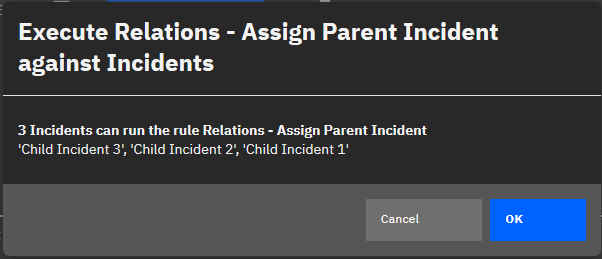 Execute Relations - Assign Parent Incident
against Incidents
3 Incidents can run the rule Relations - Assign Parent Incident
'Child Incident 3', 'Child Incident 2', 'Child Incident 1'
Cancel
OK